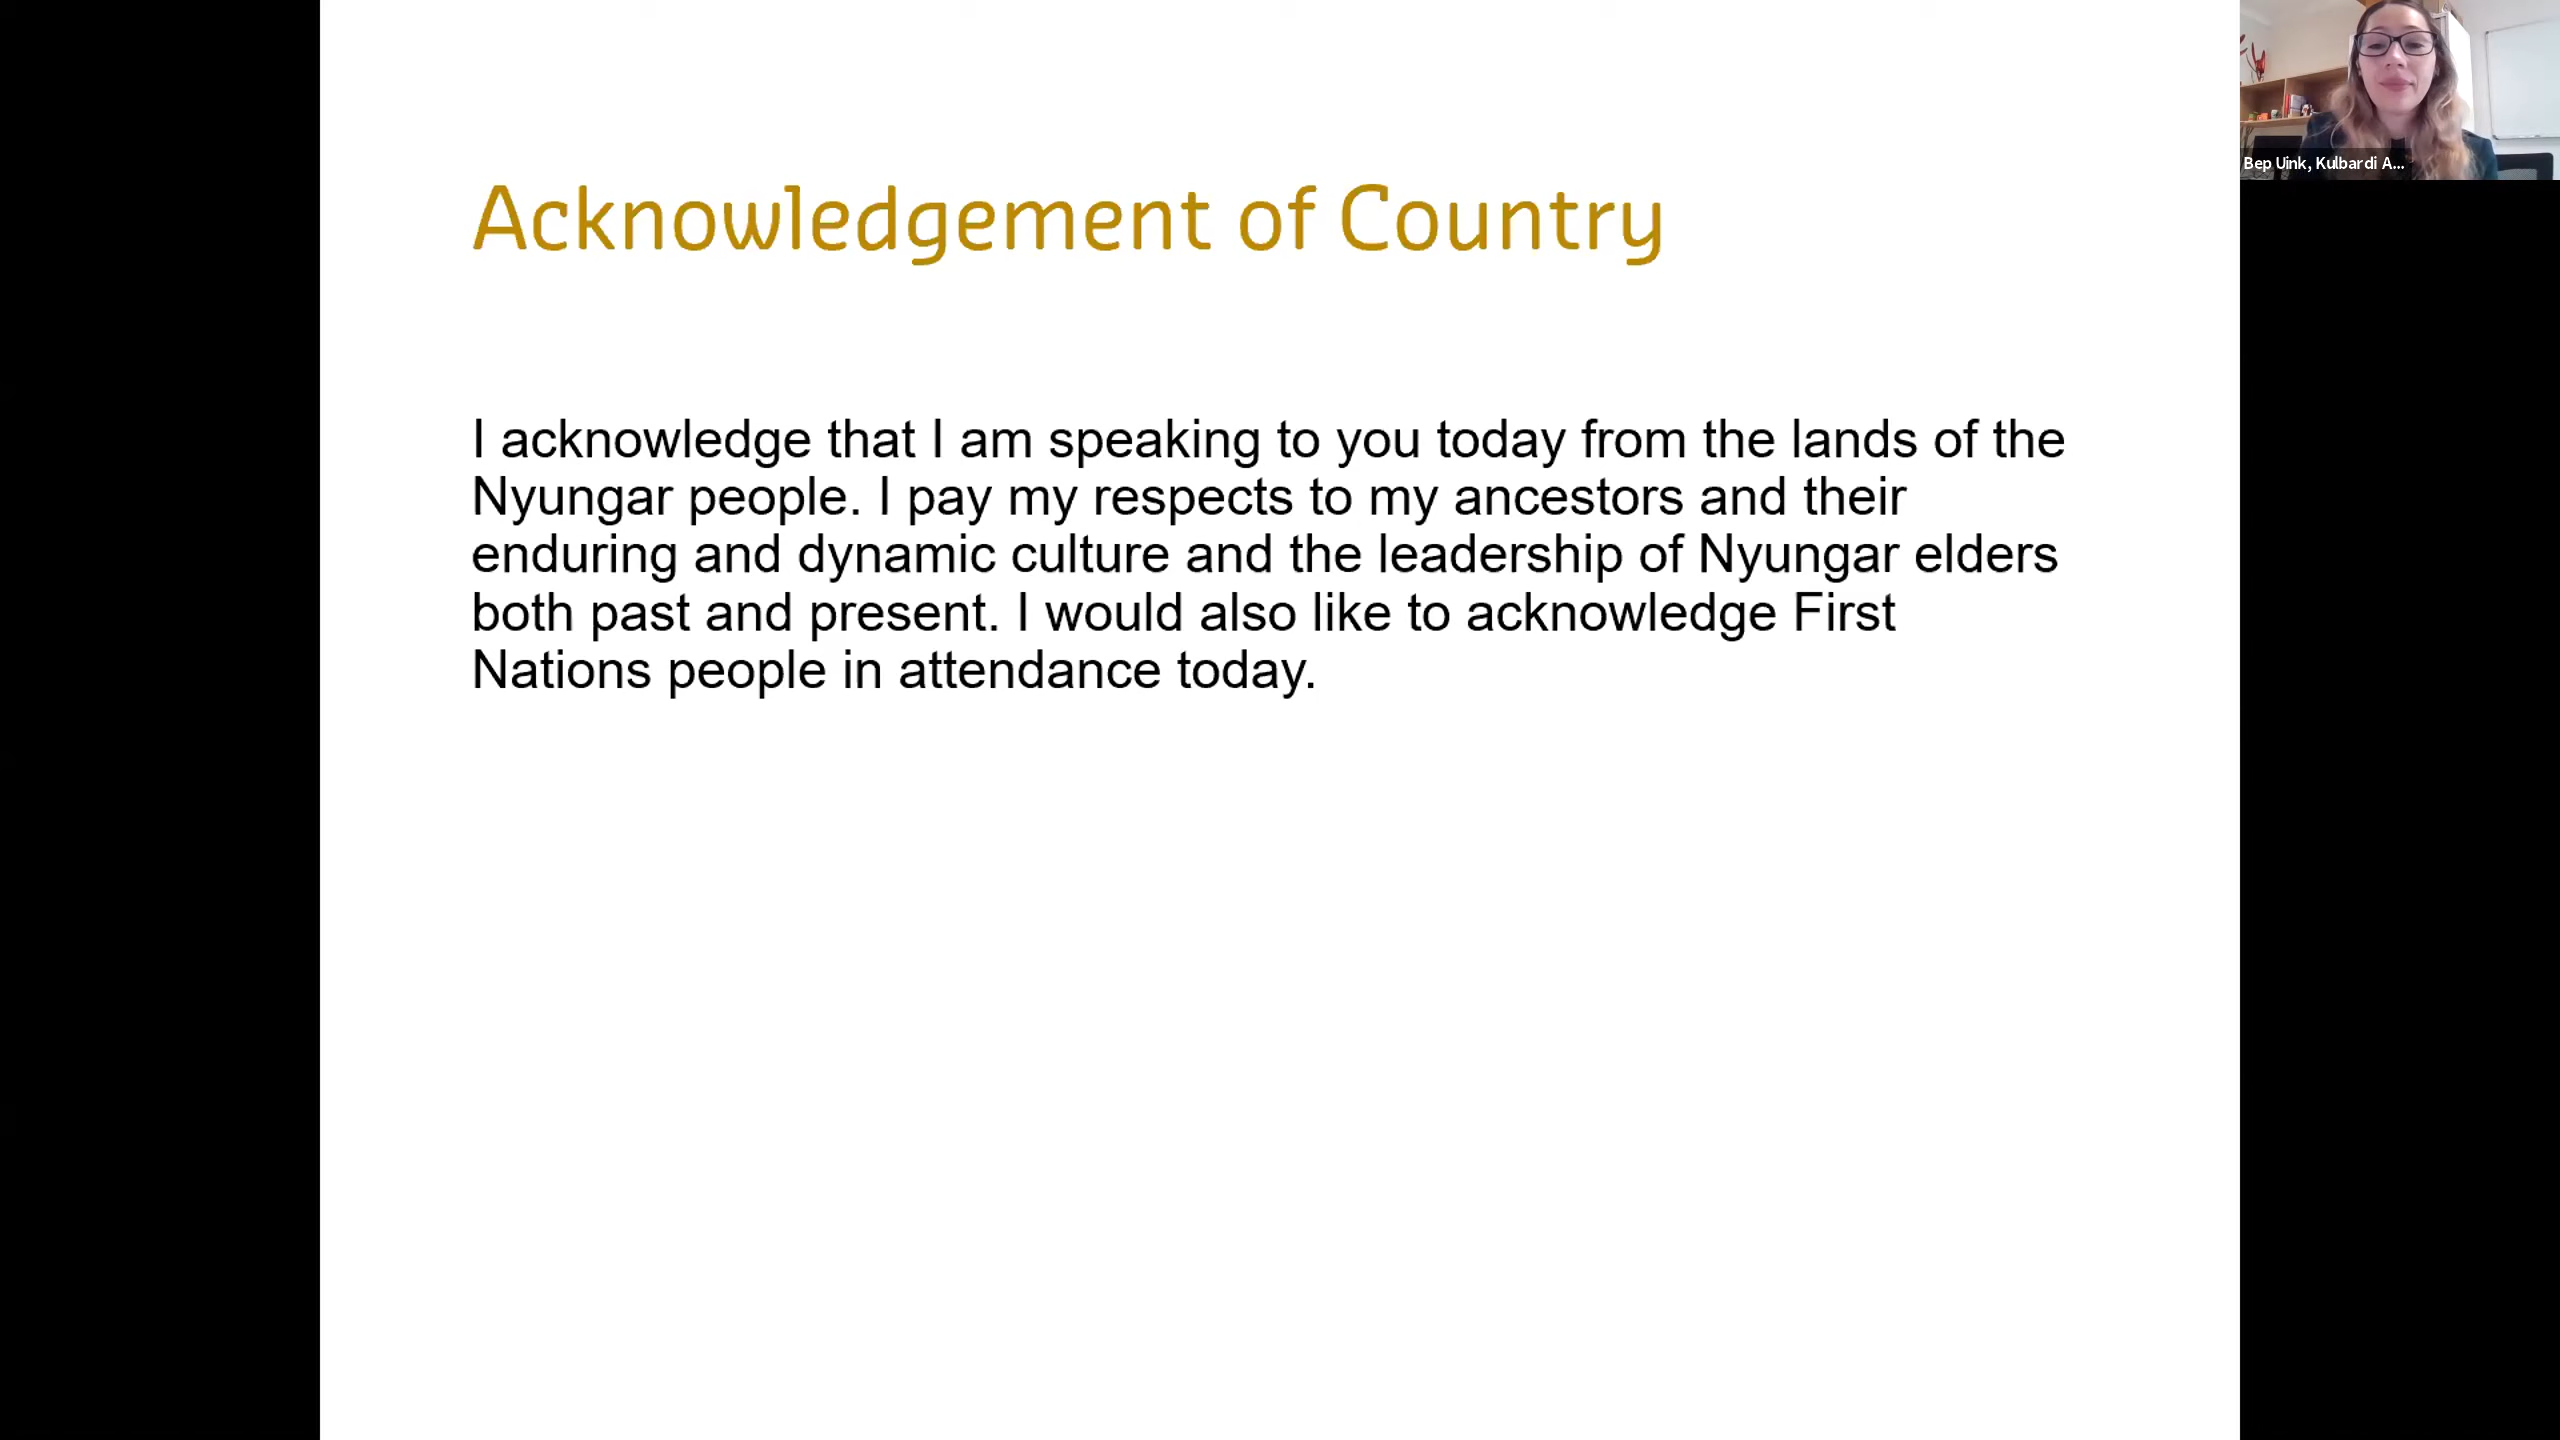 Acknowledgement of Country
I acknowledge that I am speaking to you today from the lands of the
Nyungar people. I pay my respects to my ancestors and their
enduring and dynamic culture and the leadership of Nyungar elders
both past and present. I would also like to acknowledge First
Nations people in attendance today.
Bep Uink, Kulbardi A...